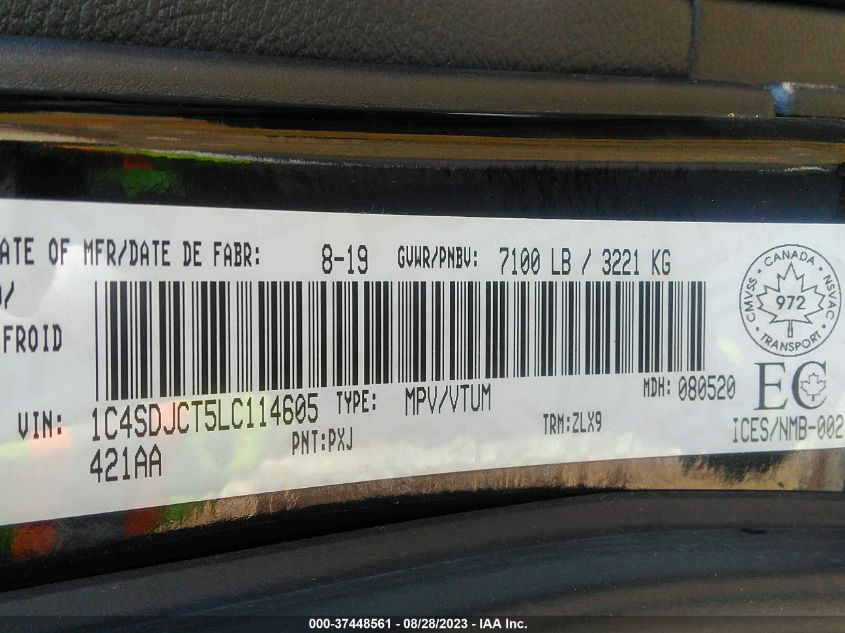 ATE OF MFR/DATE DE FABR: 8-19 GVWR/PNBV: 7100 LB / 3221 KG
FROID
CMVSS · CANADA · NSVAC · TRANSPORT ·
972
EC
VIN: 1C4SDJCT5LC114605 TYPE: MPV/VTUM MDH: 080520
PNT:PXJ TRM:ZLX9 ICES/NMB-002
421AA
000-37448561 - 08/28/2023 - IAA Inc.